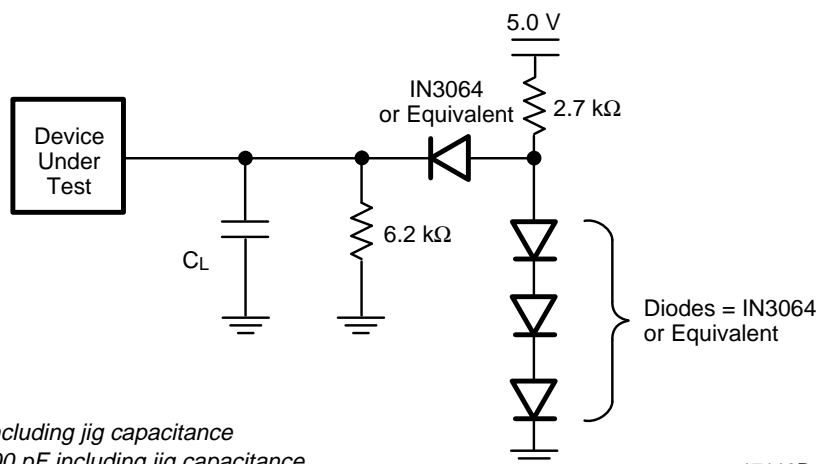 5.0 V
IN3064
or Equivalent
2.7 kΩ
Device
Under
Test
6.2 kΩ
CL
Diodes = IN3064
or Equivalent
including jig capacitance
pF including jig capacitance